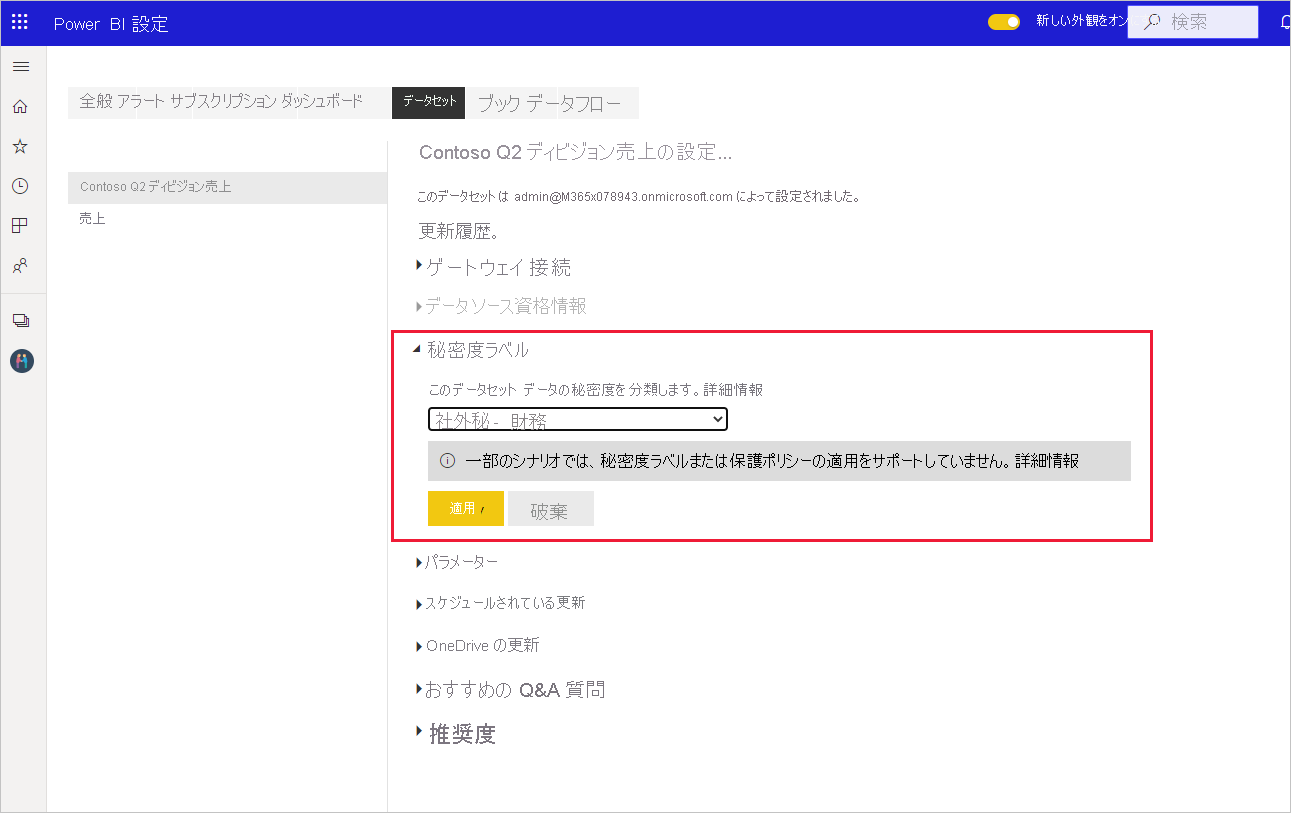 Power BI 設定
新しい外観をオン
検索
全般 アラート サブスクリプション ダッシュボード データセット ブック データフロー
Contoso Q2 ディビジョン売上
売上
Contoso Q2 ディビジョン売上の設定...
このデータセットは admin@M365x078943.onmicrosoft.com によって設定されました。
更新履歴。
ゲートウェイ 接続
データソース資格情報
秘密度ラベル
このデータセット データの秘密度を分類します。詳細情報
社外秘 - 財務
一部のシナリオでは、秘密度ラベルまたは保護ポリシーの適用をサポートしていません。詳細情報
適用 破棄
パラメーター
スケジュールされている更新
OneDrive の更新
おすすめの Q&A 質問
推奨度